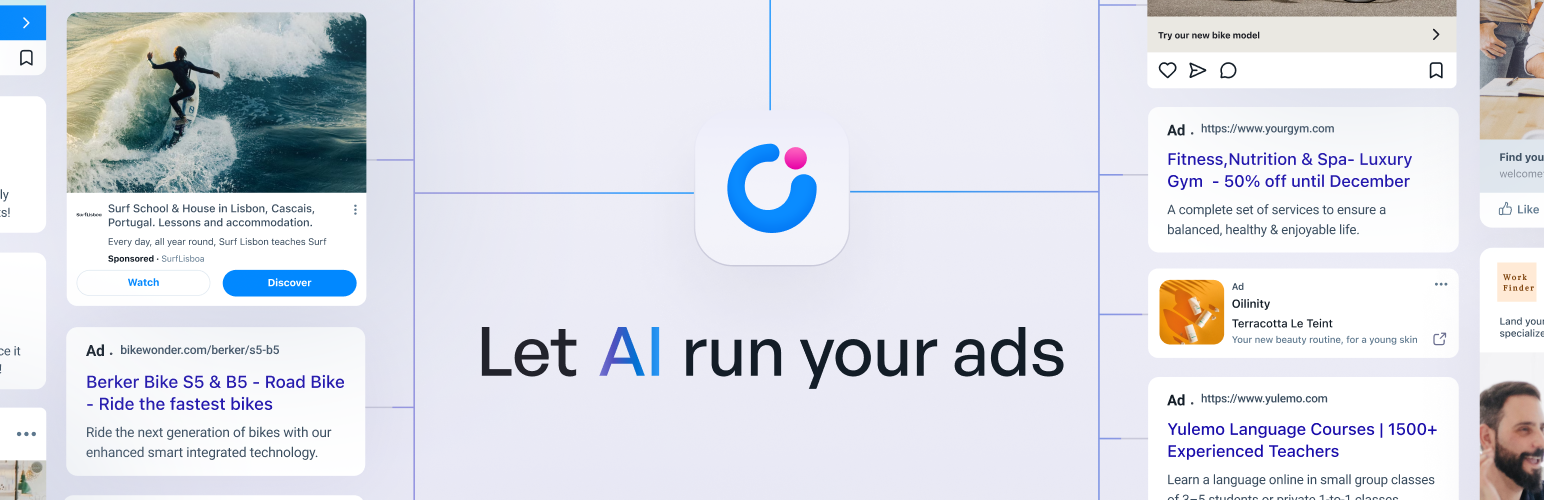 ly
s!
ce it
!
SurfLisboa
Surf School & House in Lisbon, Cascais,
Portugal. Lessons and accommodation.
Every day, all year round, Surf Lisbon teaches Surf
Sponsored · SurfLisboa
Watch
Discover
Ad . bikewonder.com/berker/s5-b5
Berker Bike S5 & B5 - Road Bike
- Ride the fastest bikes
Ride the next generation of bikes with our
enhanced smart integrated technology.
Let AI run your ads
Try our new bike model
Ad . https://www.yourgym.com
Fitness,Nutrition & Spa- Luxury
Gym - 50% off until December
A complete set of services to ensure a
balanced, healthy & enjoyable life.
Ad
Oilinity
Terracotta Le Teint
Your new beauty routine, for a young skin
Ad . https://www.yulemo.com
Yulemo Language Courses | 1500+
Experienced Teachers
Learn a language online in small group classes
of 3–5 students or private 1-to-1 classes
Find you
welcome
Like
Work
Finder
Land your
specialize